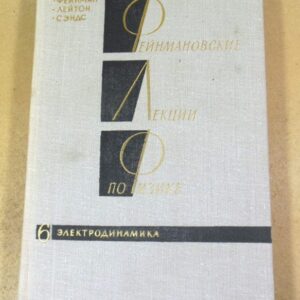 ФЕЙНМАН
· ЛЕЙТОН
· СЭНДС
ФЕЙНМАНОВСКИЕ
ЛЕКЦИИ
ПО ФИЗИКЕ
6 ЭЛЕКТРОДИНАМИКА